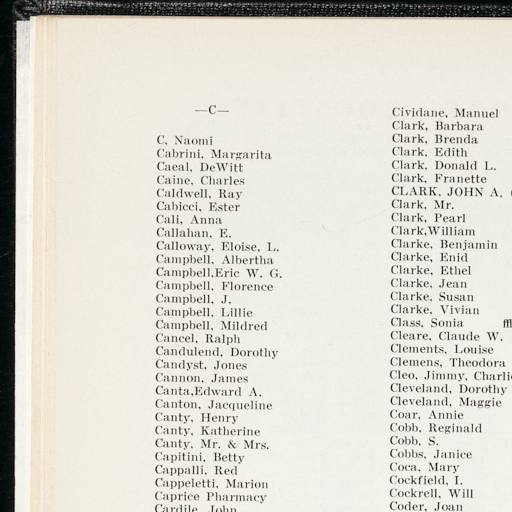 —C—
C, Naomi
Cabrini, Margarita
Caeal, DeWitt
Caine, Charles
Caldwell, Ray
Cabicci, Ester
Cali, Anna
Callahan, E.
Calloway, Eloise, L.
Campbell, Albertha
Campbell,Eric W. G.
Campbell, Florence
Campbell, J.
Campbell, Lillie
Campbell, Mildred
Cancel, Ralph
Candulend, Dorothy
Candyst, Jones
Cannon, James
Canta,Edward A.
Canton, Jacqueline
Canty, Henry
Canty, Katherine
Canty, Mr. & Mrs.
Capitini, Betty
Cappalli, Red
Cappeletti, Marion
Caprice Pharmacy
Cardile, John
Cividane, Manuel
Clark, Barbara
Clark, Brenda
Clark, Edith
Clark, Donald L.
Clark, Franette
CLARK, JOHN A. (
Clark, Mr.
Clark, Pearl
Clark,William
Clarke, Benjamin
Clarke, Enid
Clarke, Ethel
Clarke, Jean
Clarke, Susan
Clarke, Vivian
Class, Sonia
Cleare, Claude W.
Clements, Louise
Clemens, Theodora
Cleo, Jimmy, Charli
Cleveland, Dorothy
Cleveland, Maggie
Coar, Annie
Cobb, Reginald
Cobb, S.
Cobbs, Janice
Coca, Mary
Cockfield, I.
Cockrell, Will
Coder, Joan